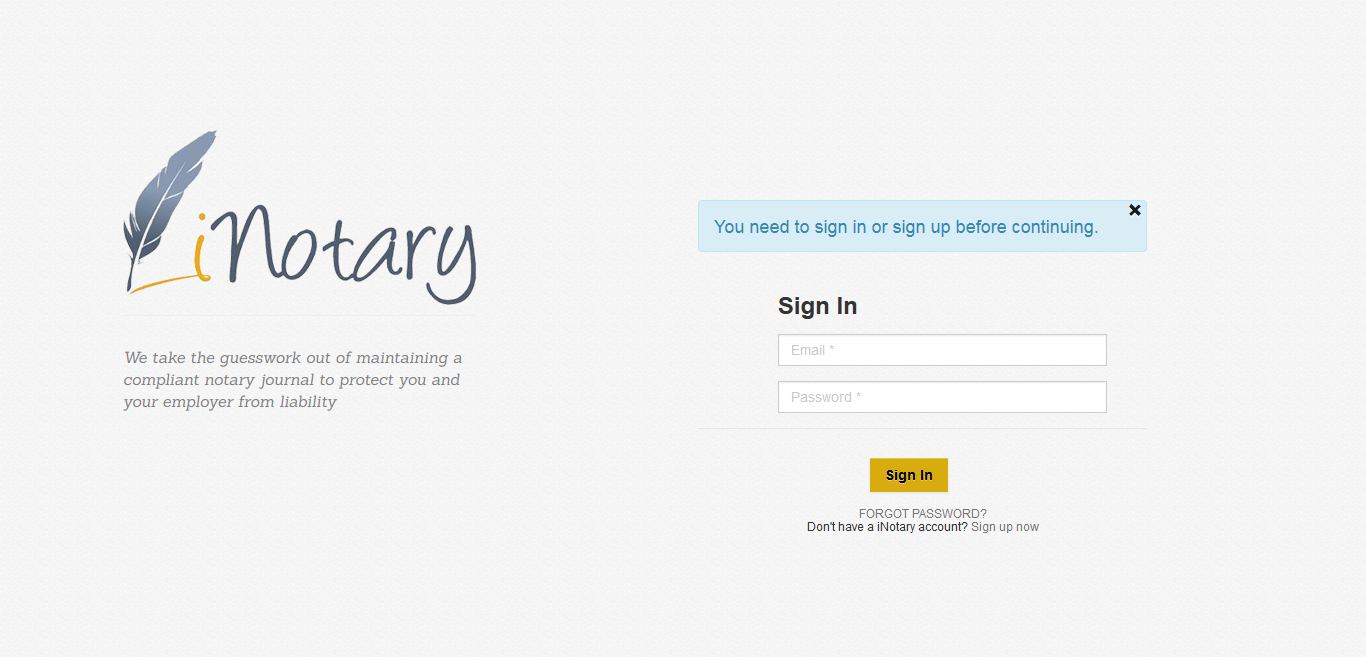 iNotary
We take the guesswork out of maintaining a
compliant notary journal to protect you and
your employer from liability
You need to sign in or sign up before continuing.
Sign In
Email *
Password *
Sign In
FORGOT PASSWORD?
Don't have a iNotary account? Sign up now